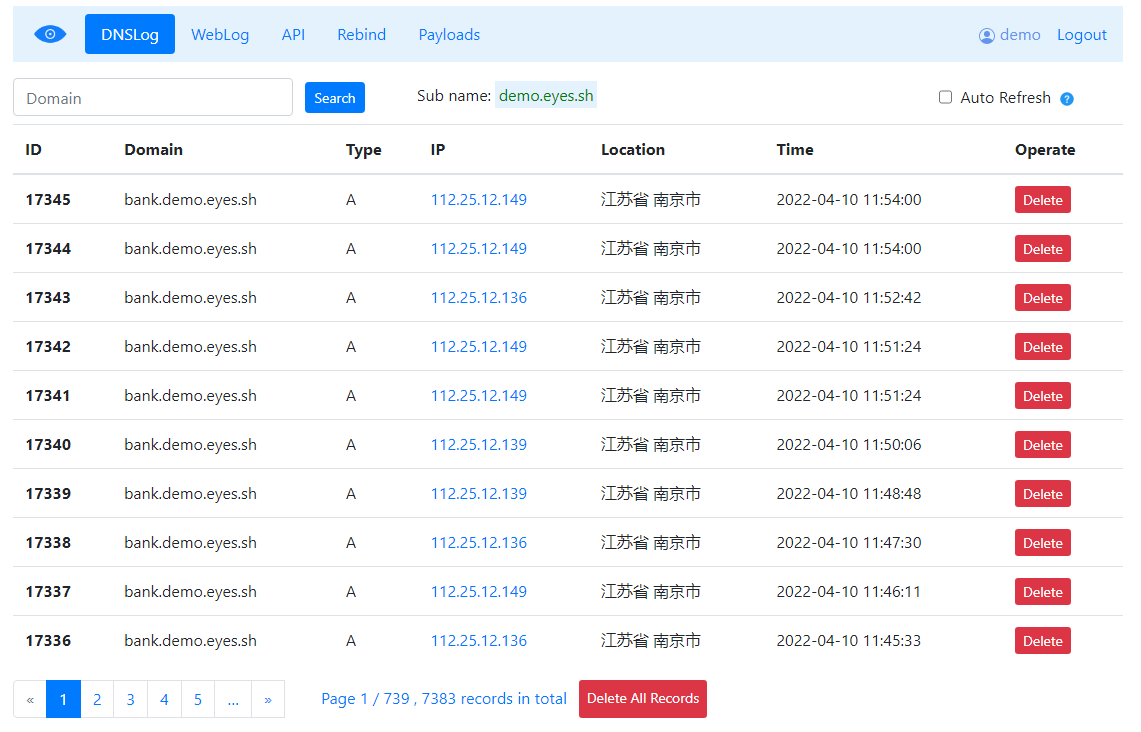 DNSLog WebLog API Rebind Payloads demo Logout
Domain Search Sub name: demo.eyes.sh Auto Refresh ?
ID Domain Type IP Location Time Operate
17345 bank.demo.eyes.sh A 112.25.12.149 江苏省 南京市 2022-04-10 11:54:00 Delete
17344 bank.demo.eyes.sh A 112.25.12.149 江苏省 南京市 2022-04-10 11:54:00 Delete
17343 bank.demo.eyes.sh A 112.25.12.136 江苏省 南京市 2022-04-10 11:52:42 Delete
17342 bank.demo.eyes.sh A 112.25.12.149 江苏省 南京市 2022-04-10 11:51:24 Delete
17341 bank.demo.eyes.sh A 112.25.12.149 江苏省 南京市 2022-04-10 11:51:24 Delete
17340 bank.demo.eyes.sh A 112.25.12.139 江苏省 南京市 2022-04-10 11:50:06 Delete
17339 bank.demo.eyes.sh A 112.25.12.139 江苏省 南京市 2022-04-10 11:48:48 Delete
17338 bank.demo.eyes.sh A 112.25.12.136 江苏省 南京市 2022-04-10 11:47:30 Delete
17337 bank.demo.eyes.sh A 112.25.12.149 江苏省 南京市 2022-04-10 11:46:11 Delete
17336 bank.demo.eyes.sh A 112.25.12.136 江苏省 南京市 2022-04-10 11:45:33 Delete
« 1 2 3 4 5 ... » Page 1 / 739 , 7383 records in total Delete All Records